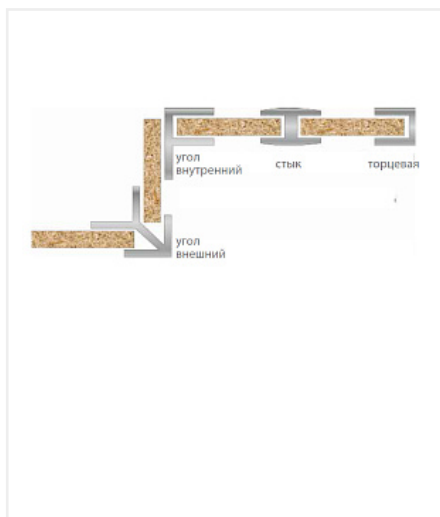 угол
внутренний
стык
торцевая
угол
внешний